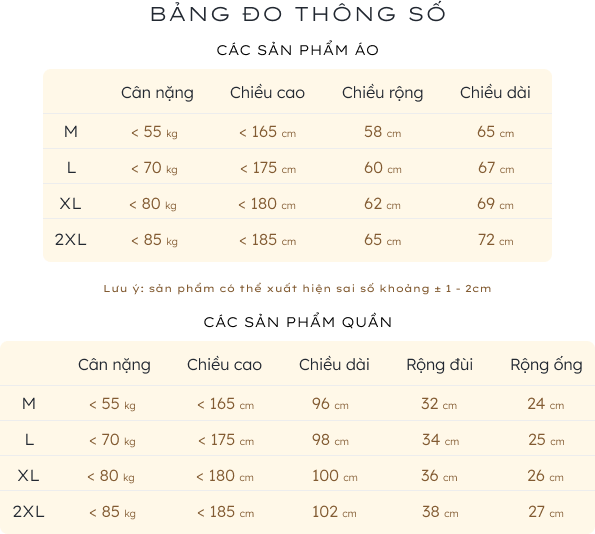 BẢNG ĐO THÔNG SỐ
CÁC SẢN PHẨM ÁO
Cân nặng Chiều cao Chiều rộng Chiều dài
M < 55 kg < 165 cm 58 cm 65 cm
L < 70 kg < 175 cm 60 cm 67 cm
XL < 80 kg < 180 cm 62 cm 69 cm
2XL < 85 kg < 185 cm 65 cm 72 cm
Lưu ý: sản phẩm có thể xuất hiện sai số khoảng ± 1 - 2cm
CÁC SẢN PHẨM QUẦN
Cân nặng Chiều cao Chiều dài Rộng đùi Rộng ống
M < 55 kg < 165 cm 96 cm 32 cm 24 cm
L < 70 kg < 175 cm 98 cm 34 cm 25 cm
XL < 80 kg < 180 cm 100 cm 36 cm 26 cm
2XL < 85 kg < 185 cm 102 cm 38 cm 27 cm